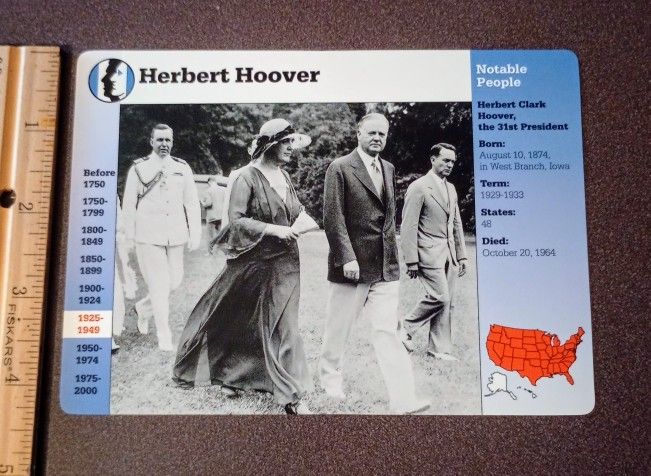 Herbert Hoover
Notable
People
Herbert Clark
Hoover,
the 31st President
Born:
August 10, 1874,
in West Branch, Iowa
Term:
1929-1933
States:
48
Died:
October 20, 1964
Before
1750
1750-
1799
1800-
1849
1850-
1899
1900-
1924
1925-
1949
1950-
1974
1975-
2000
1
2
3
FISKARS®
4
5